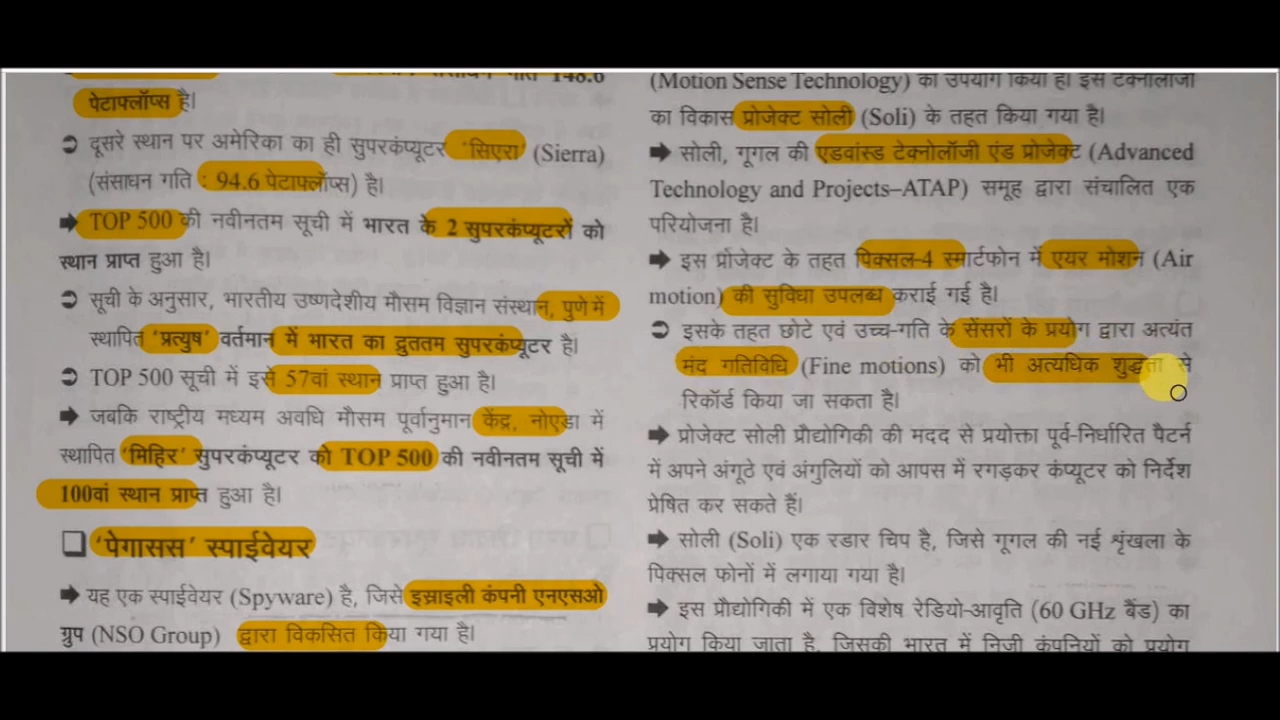 148.6
पेटाफ्लॉप्स है।
➲ दूसरे स्थान पर अमेरिका का ही सुपरकंप्यूटर 'सिएरा' (Sierra)
(संसाधन गति : 94.6 पेटाफ्लॉप्स) है।
➡ TOP 500 की नवीनतम सूची में भारत के 2 सुपरकंप्यूटरों को
स्थान प्राप्त हुआ है।
➲ सूची के अनुसार, भारतीय उष्णदेशीय मौसम विज्ञान संस्थान, पुणे में
स्थापित 'प्रत्युष' वर्तमान में भारत का द्रुततम सुपरकंप्यूटर है।
➲ TOP 500 सूची में इसे 57वां स्थान प्राप्त हुआ है।
➡ जबकि राष्ट्रीय मध्यम अवधि मौसम पूर्वानुमान केंद्र, नोएडा में
स्थापित 'मिहिर' सुपरकंप्यूटर को TOP 500 की नवीनतम सूची में
100वां स्थान प्राप्त हुआ है।
❑ 'पेगासस' स्पाईवेयर
➡ यह एक स्पाईवेयर (Spyware) है, जिसे इस्राइली कंपनी एनएसओ
ग्रुप (NSO Group) द्वारा विकसित किया गया है।
(Motion Sense Technology) का उपयोग किया है। इस टेक्नोलॉजी
का विकास प्रोजेक्ट सोली (Soli) के तहत किया गया है।
➡ सोली, गूगल की एडवांस्ड टेक्नोलॉजी एंड प्रोजेक्ट (Advanced
Technology and Projects–ATAP) समूह द्वारा संचालित एक
परियोजना है।
➡ इस प्रोजेक्ट के तहत पिक्सल-4 स्मार्टफोन में एयर मोशन (Air
motion) की सुविधा उपलब्ध कराई गई है।
➲ इसके तहत छोटे एवं उच्च-गति के सेंसरों के प्रयोग द्वारा अत्यंत
मंद गतिविधि (Fine motions) को भी अत्यधिक शुद्धता से
रिकॉर्ड किया जा सकता है।
➡ प्रोजेक्ट सोली प्रौद्योगिकी की मदद से प्रयोक्ता पूर्व-निर्धारित पैटर्न
में अपने अंगूठे एवं अंगुलियों को आपस में रगड़कर कंप्यूटर को निर्देश
प्रेषित कर सकते हैं।
➡ सोली (Soli) एक रडार चिप है, जिसे गूगल की नई शृंखला के
पिक्सल फोनों में लगाया गया है।
➡ इस प्रौद्योगिकी में एक विशेष रेडियो-आवृति (60 GHz बैंड) का
प्रयोग किया जाता है, जिसकी भारत में निजी कंपनियों को प्रयोग